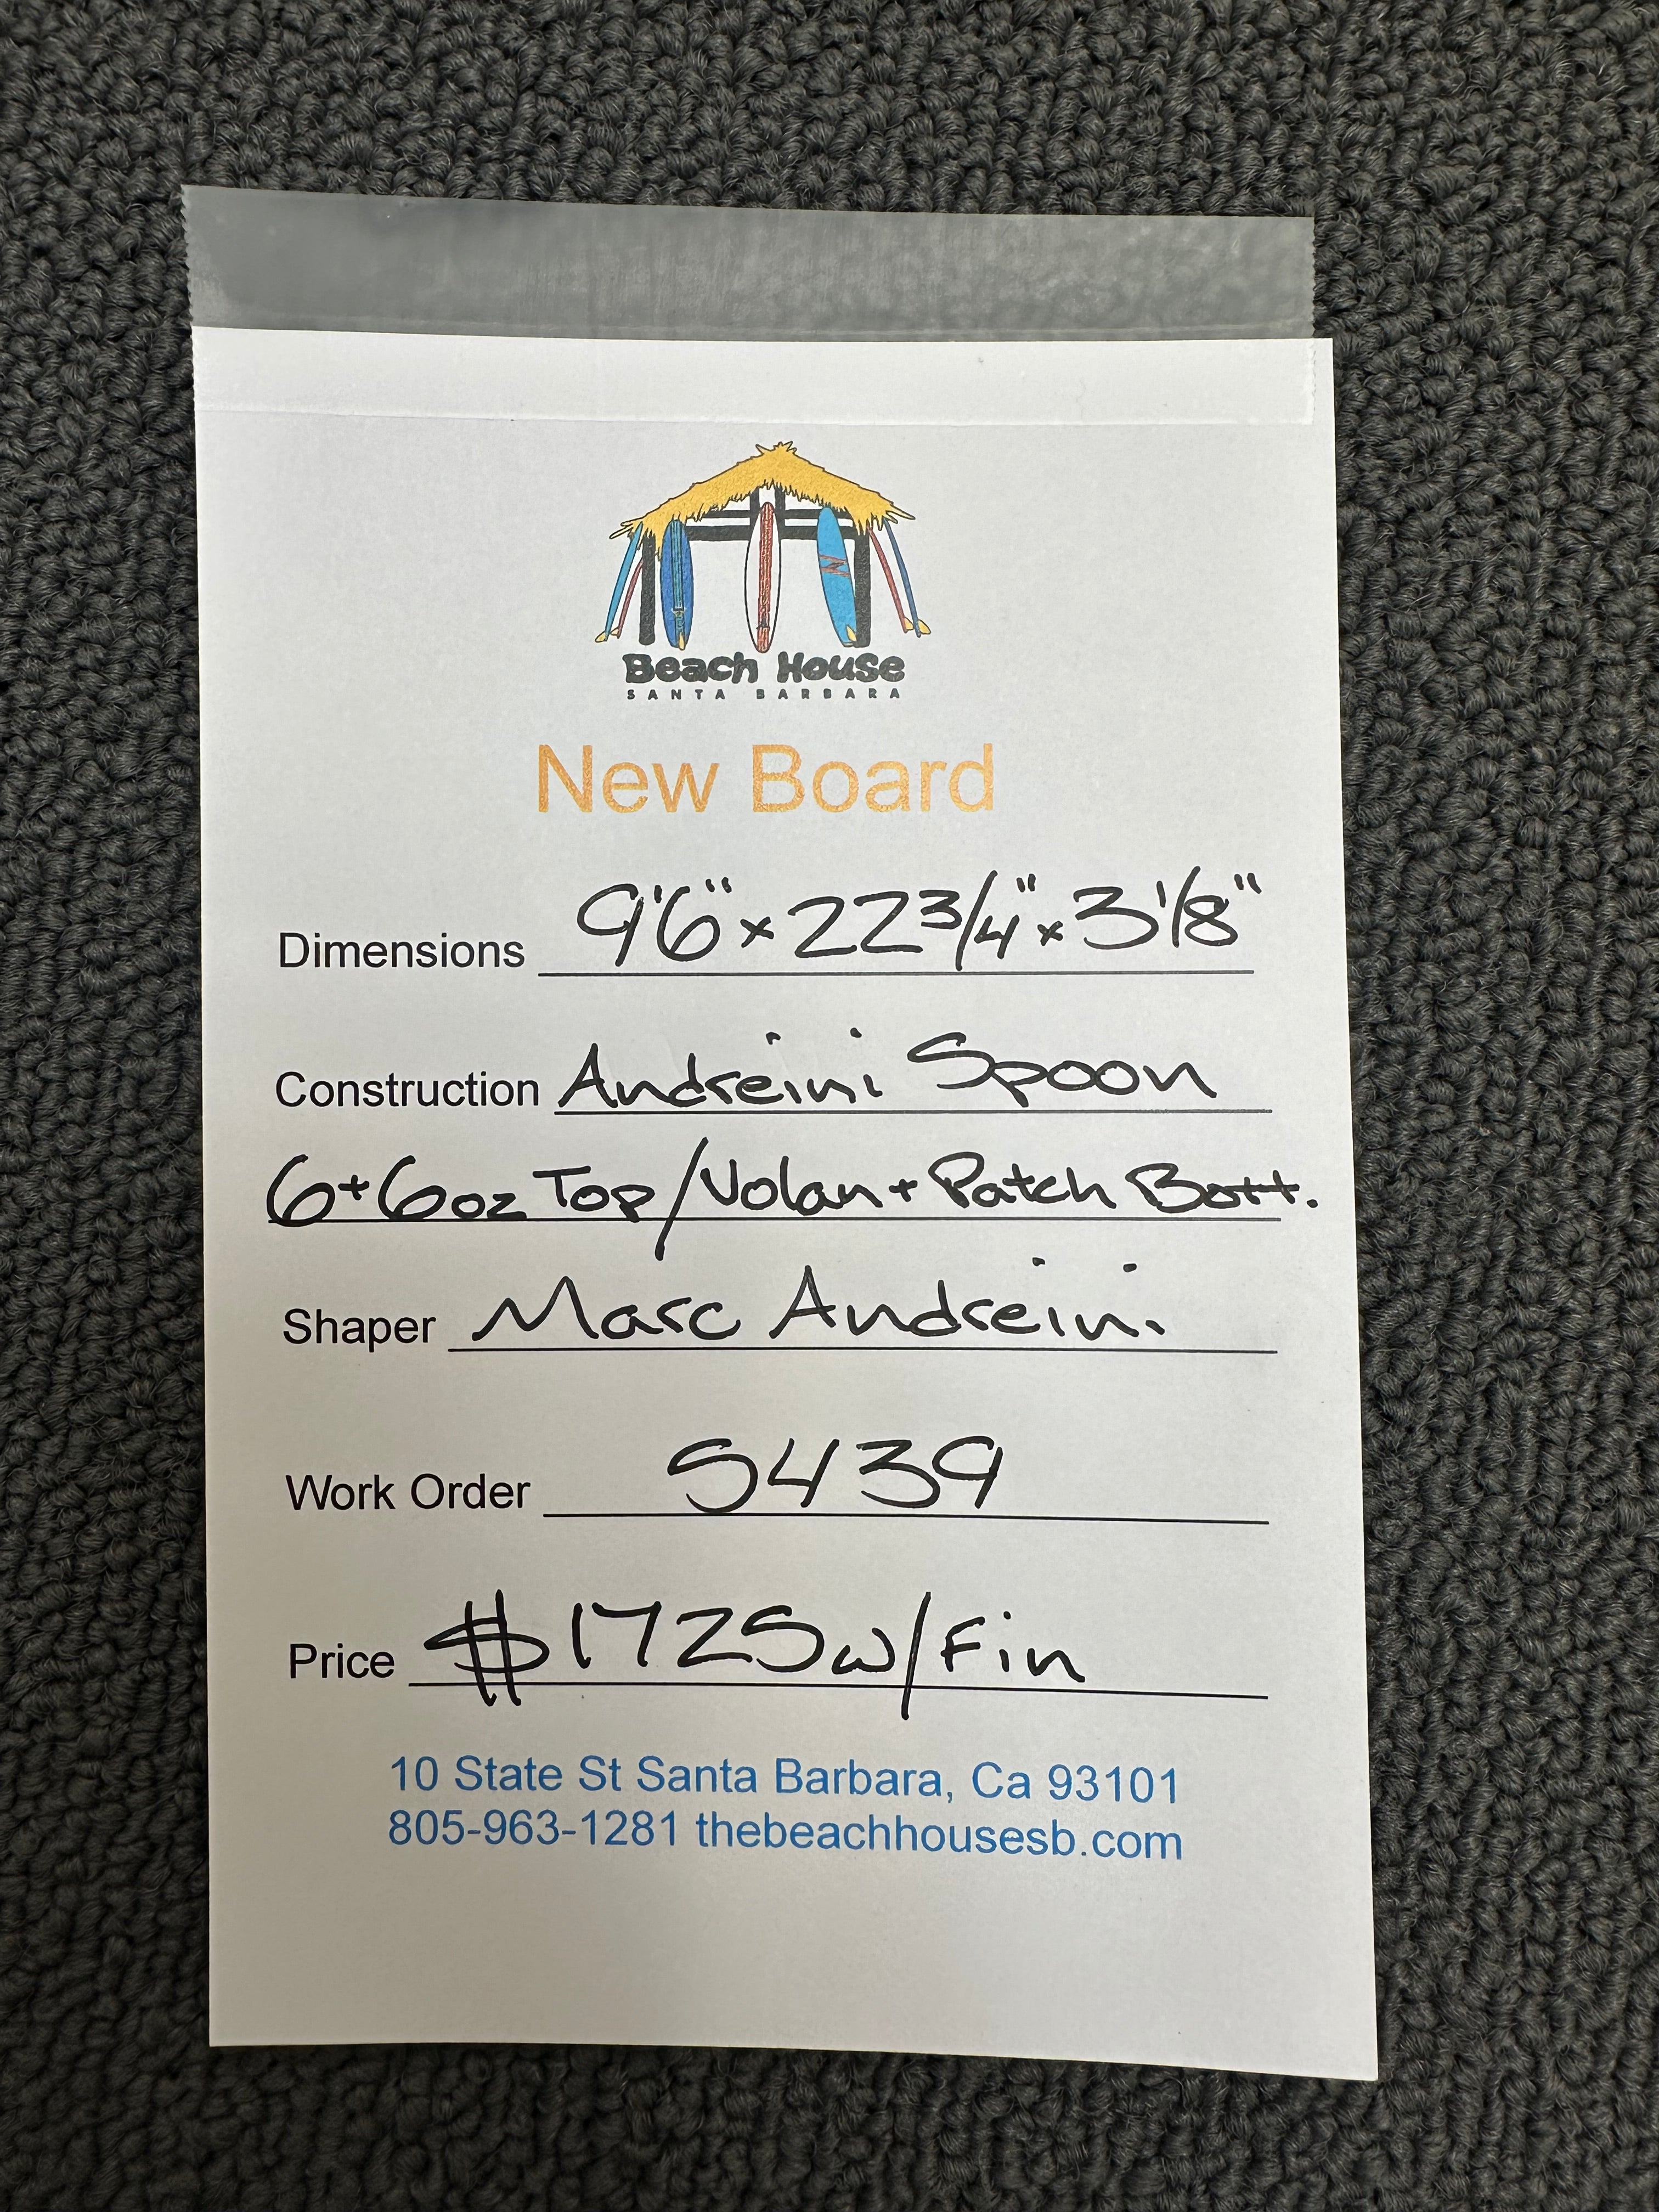 Beach House
SANTA BARBARA
New Board
Dimensions 9'6" x 22 3/4" x 3 1/8"
Construction Andreini Spoon
6+6oz Top/Volan + Patch Bott.
Shaper Marc Andreini
Work Order 5439
Price $1725 w/Fin
10 State St Santa Barbara, Ca 93101
805-963-1281 thebeachhousesb.com